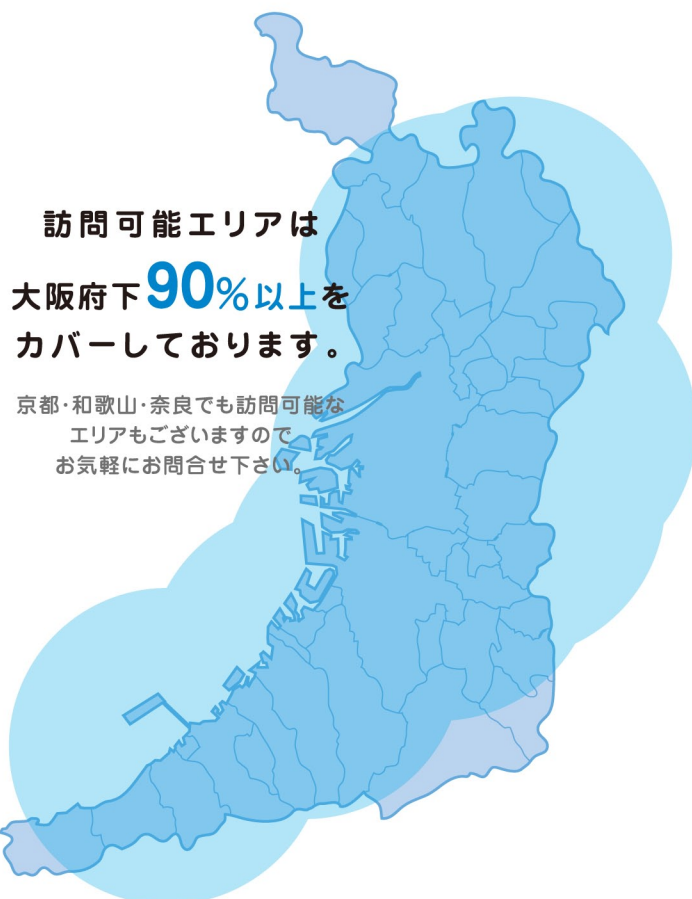 訪問可能エリアは
大阪府下90%以上を
カバーしております。
京都・和歌山・奈良でも訪問可能な
エリアもございますので
お気軽にお問合せ下さい。